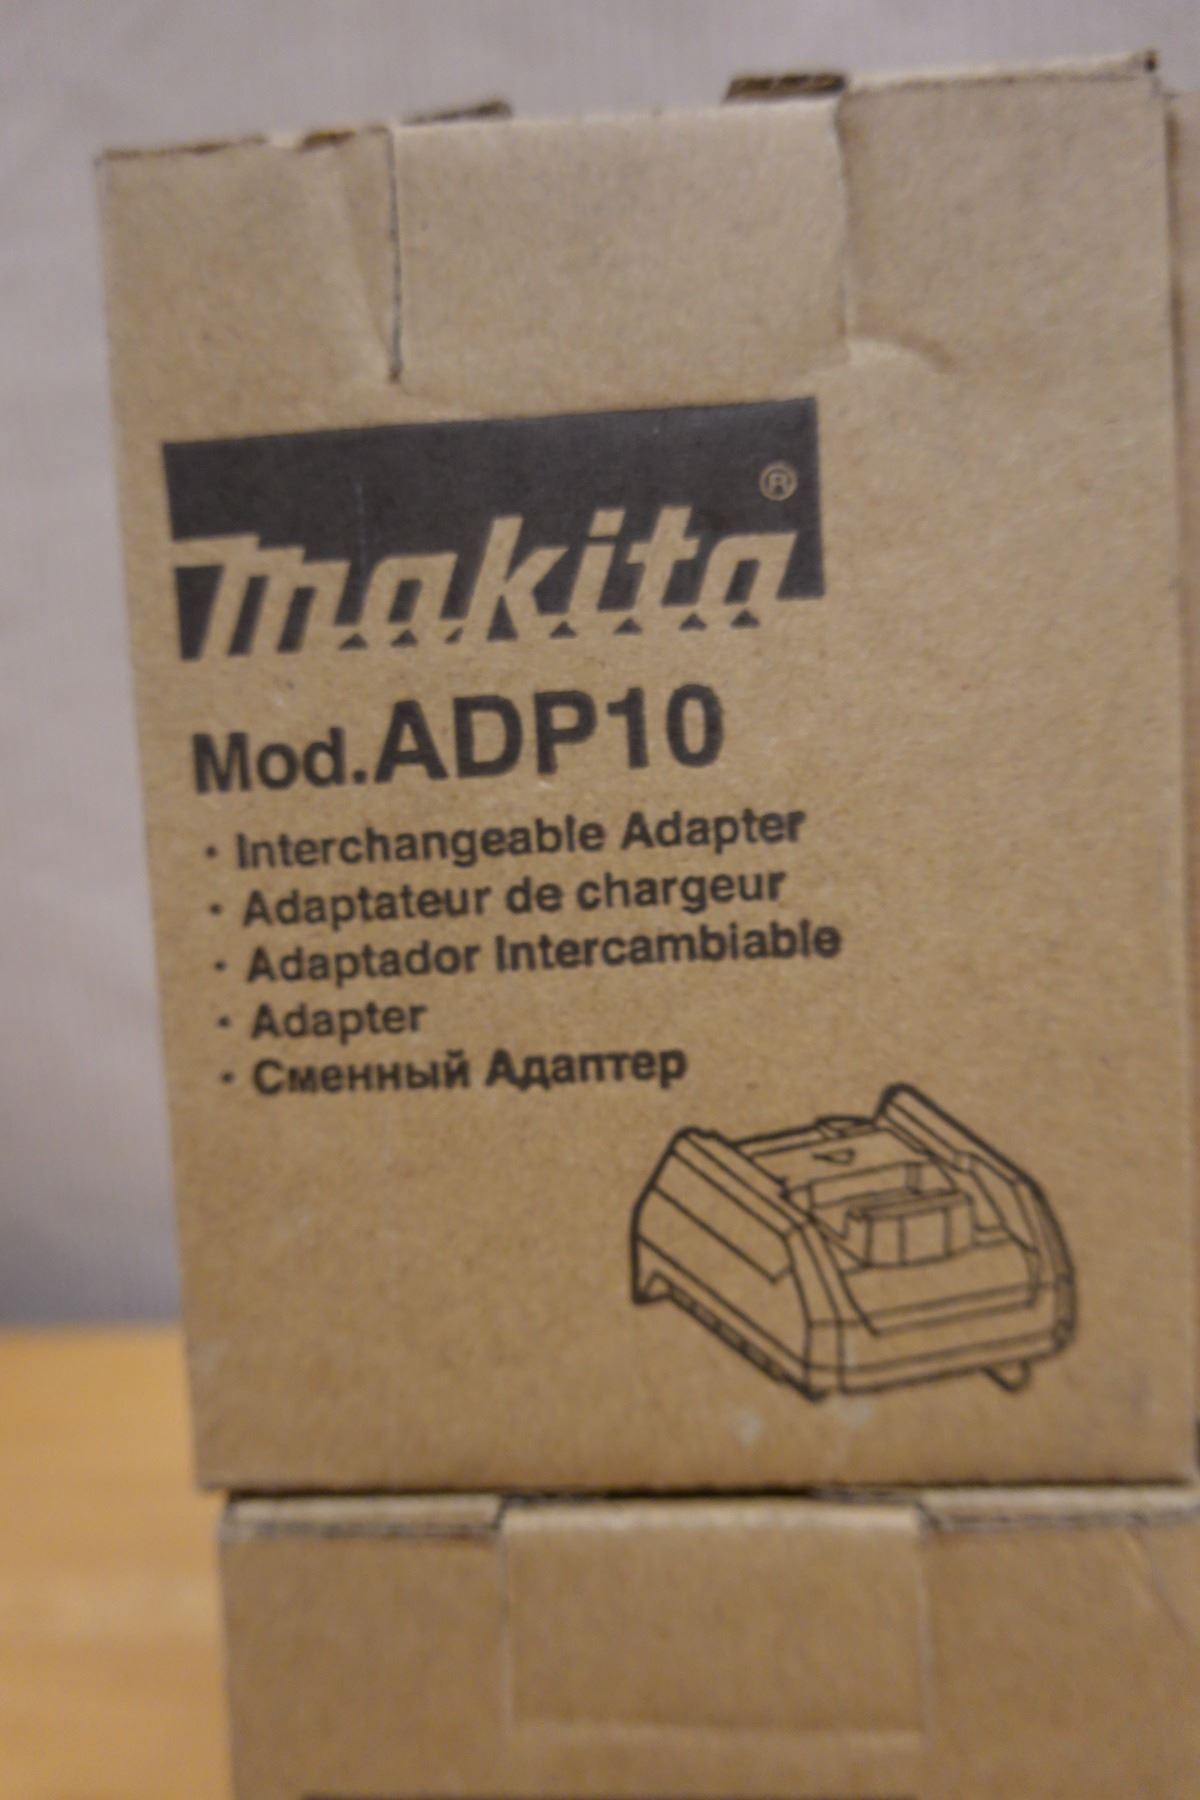 makita®
Mod.ADP10
· Interchangeable Adapter
· Adaptateur de chargeur
· Adaptador Intercambiable
· Adapter
· Сменный Адаптер